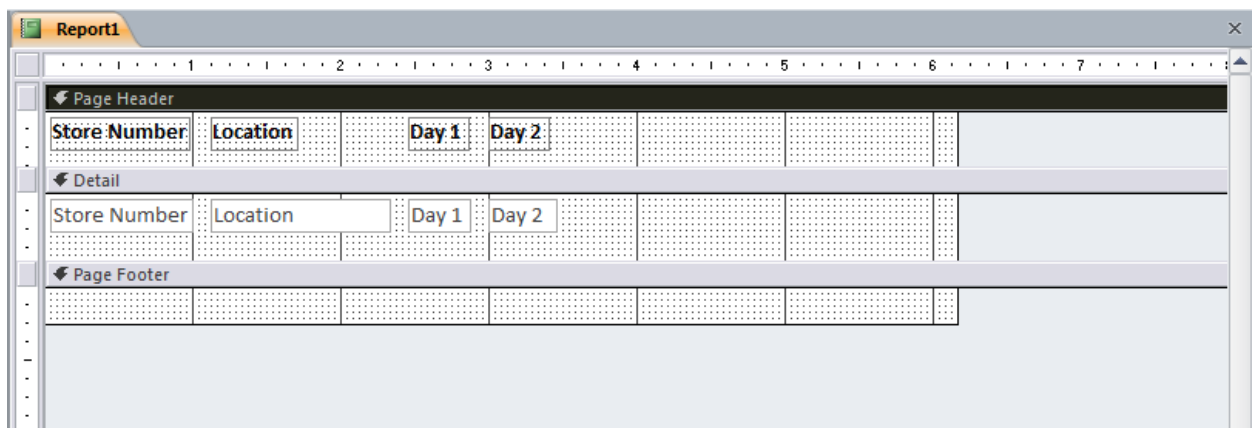 Report1
1 2 3 4 5 6 7
Page Header
Store Number Location Day 1 Day 2
Detail
Store Number Location Day 1 Day 2
Page Footer